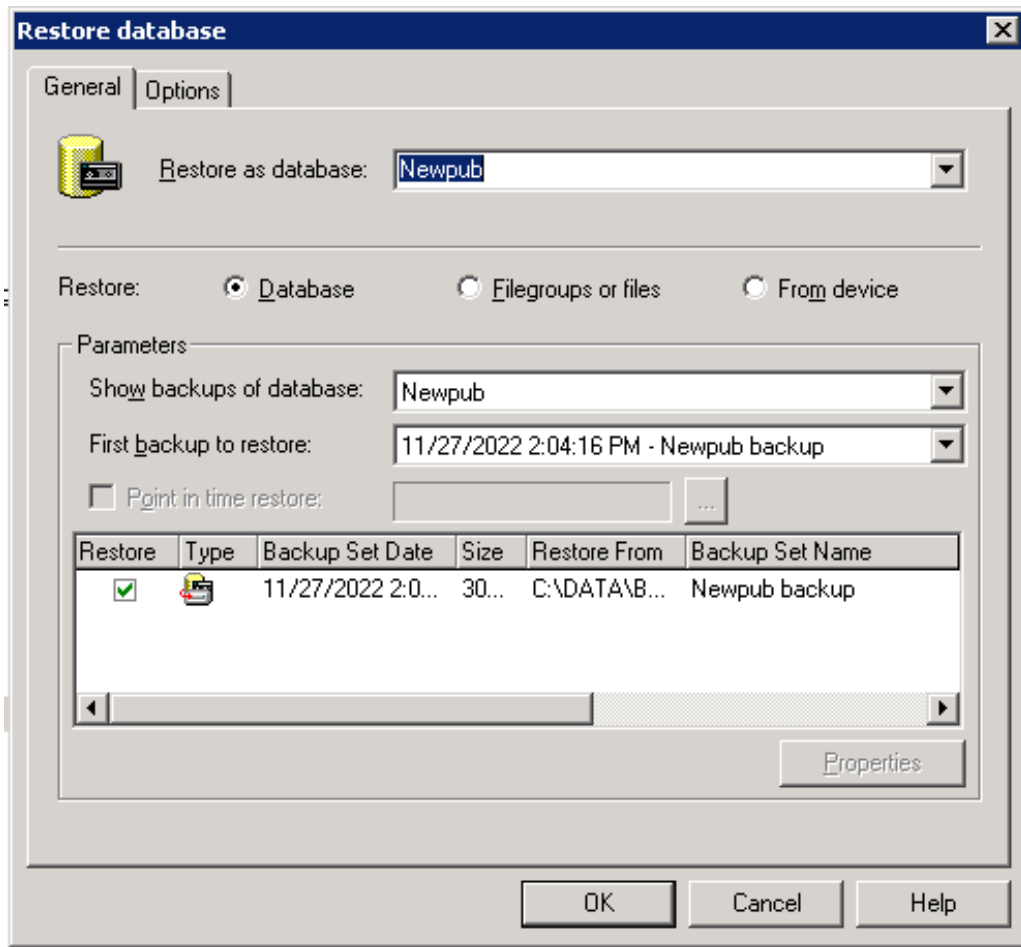 Restore database
General Options
Restore as database: Newpub
Restore: Database Filegroups or files From device
Parameters
Show backups of database: Newpub
First backup to restore: 11/27/2022 2:04:16 PM - Newpub backup
Point in time restore: ...
Restore Type Backup Set Date Size Restore From Backup Set Name
11/27/2022 2:0... 30... C:\DATA\B... Newpub backup
Properties
OK Cancel Help